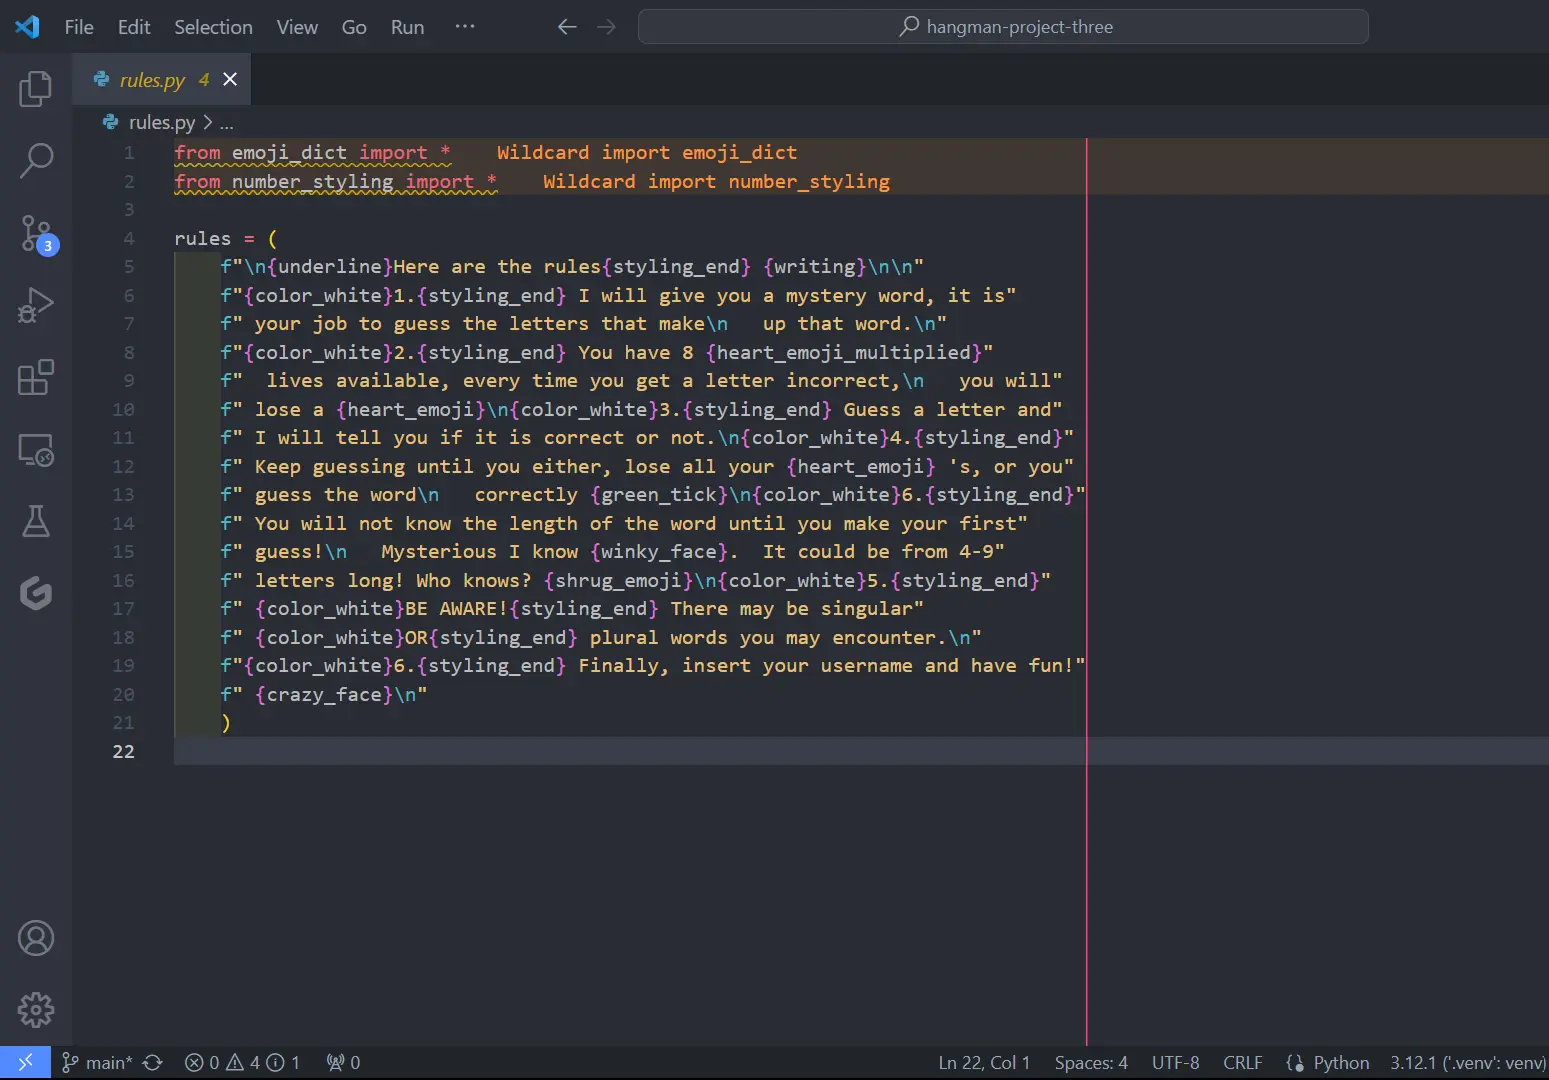 File Edit Selection View Go Run ··· hangman-project-three
rules.py 4
rules.py > ...
1 from emoji_dict import * Wildcard import emoji_dict
2 from number_styling import * Wildcard import number_styling
3
4 rules = (
5     f"\n{underline}Here are the rules{styling_end} {writing}\n\n"
6     f"{color_white}1.{styling_end} I will give you a mystery word, it is"
7     f" your job to guess the letters that make\n   up that word.\n"
8     f"{color_white}2.{styling_end} You have 8 {heart_emoji_multiplied}"
9     f"  lives available, every time you get a letter incorrect,\n   you will"
10     f" lose a {heart_emoji}\n{color_white}3.{styling_end} Guess a letter and"
11     f" I will tell you if it is correct or not.\n{color_white}4.{styling_end}"
12     f" Keep guessing until you either, lose all your {heart_emoji} 's, or you"
13     f" guess the word\n   correctly {green_tick}\n{color_white}6.{styling_end}"
14     f" You will not know the length of the word until you make your first"
15     f" guess!\n   Mysterious I know {winky_face}.  It could be from 4-9"
16     f" letters long! Who knows? {shrug_emoji}\n{color_white}5.{styling_end}"
17     f" {color_white}BE AWARE!{styling_end} There may be singular"
18     f" {color_white}OR{styling_end} plural words you may encounter.\n"
19     f"{color_white}6.{styling_end} Finally, insert your username and have fun!"
20     f" {crazy_face}\n"
21     )
22
3
main* 0 4 1 0 Ln 22, Col 1 Spaces: 4 UTF-8 CRLF Python 3.12.1 ('.venv': venv)